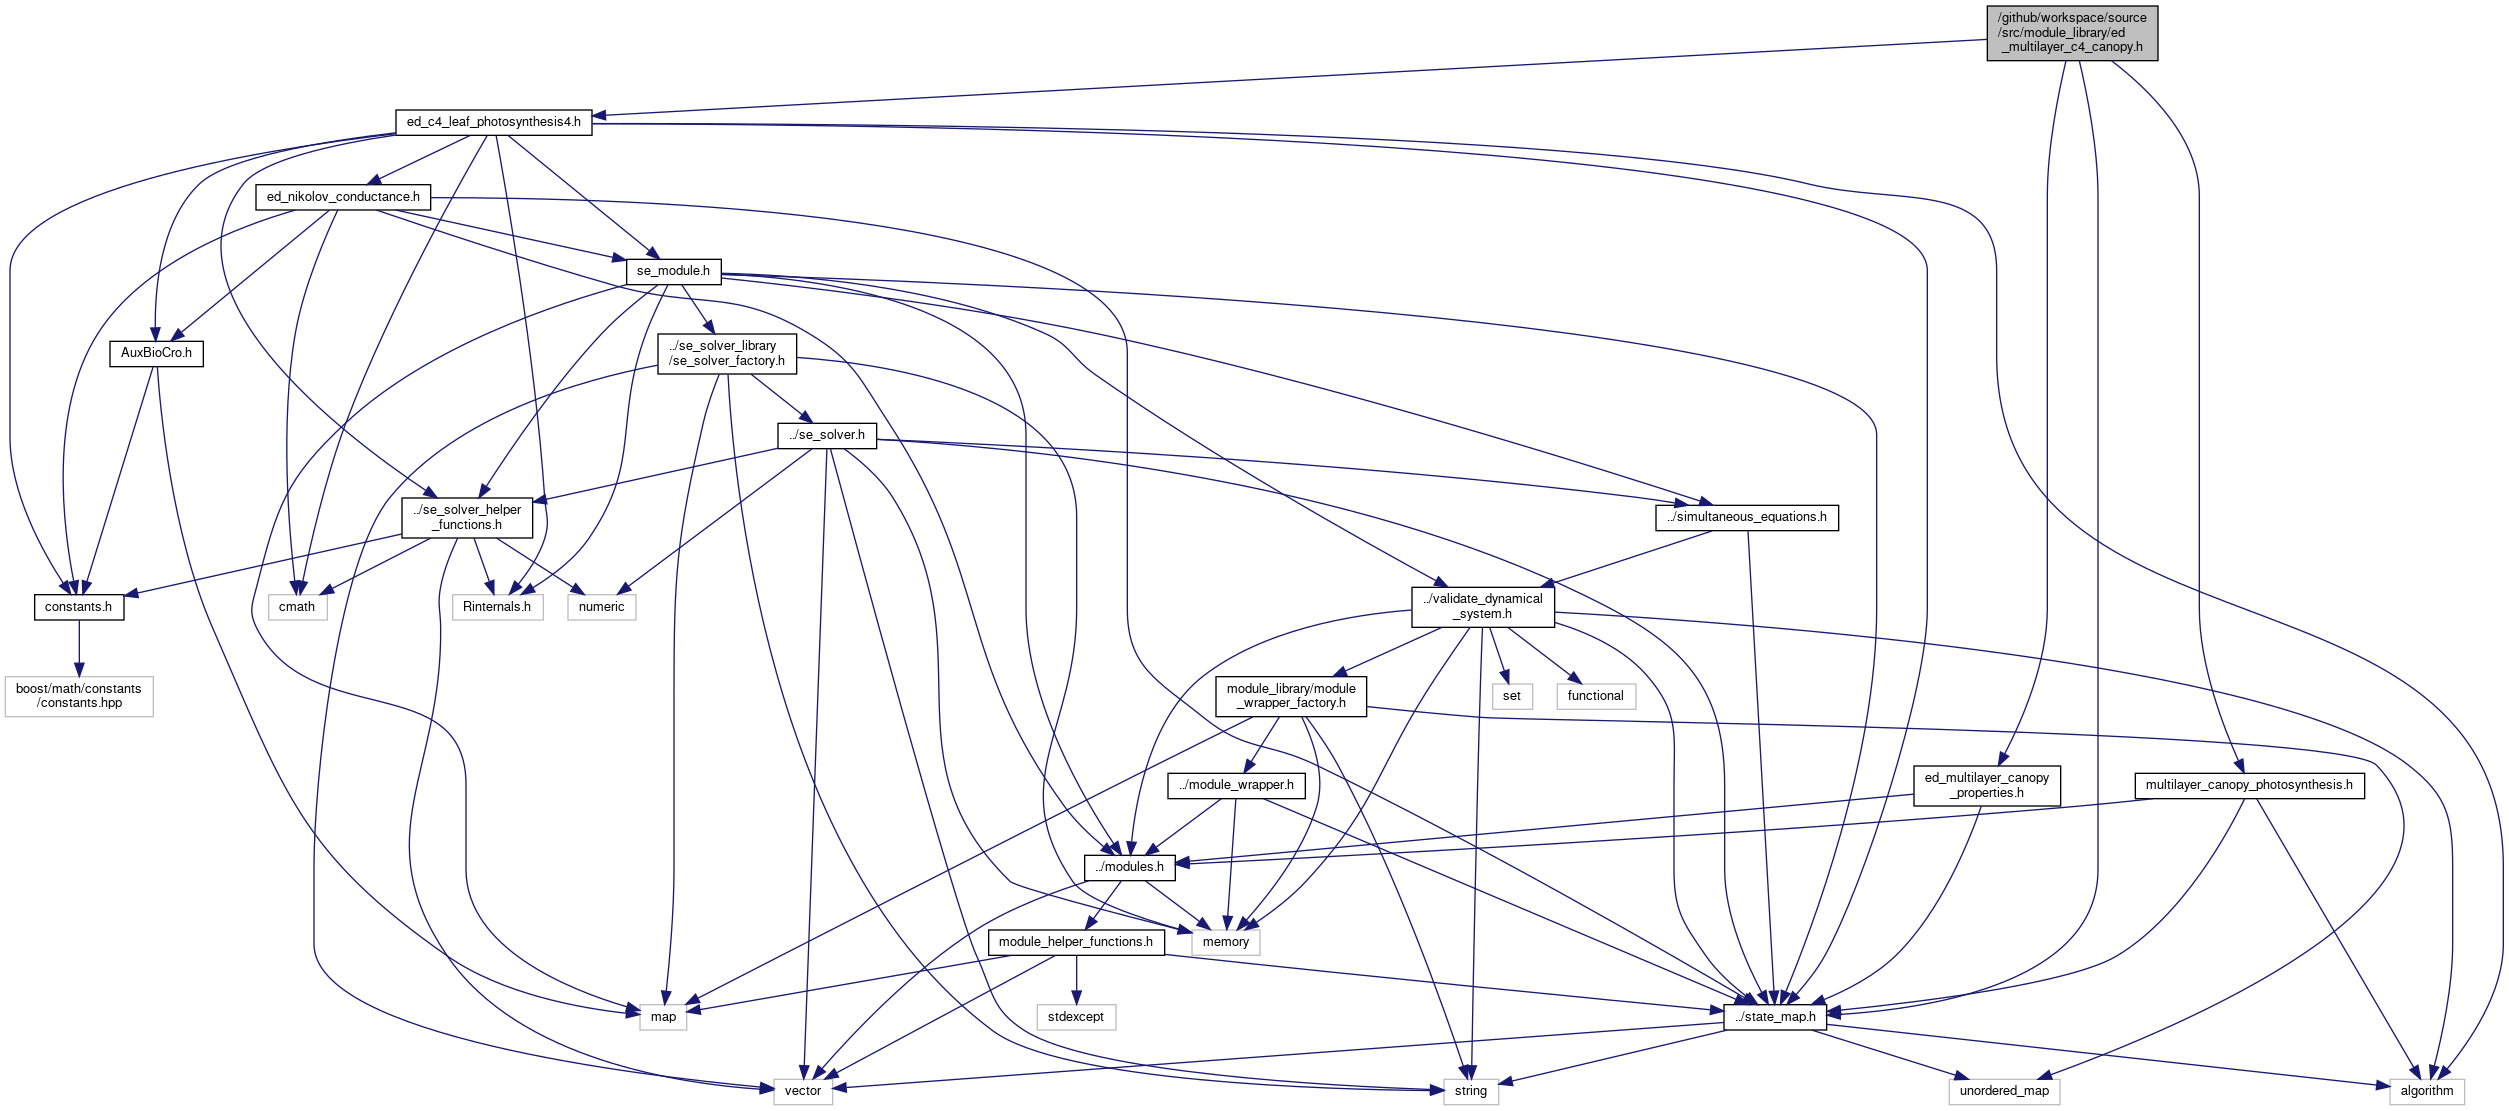 /github/workspace/source
/src/module_library/ed
_multilayer_c4_canopy.h
ed_c4_leaf_photosynthesis4.h
ed_nikolov_conductance.h
se_module.h
AuxBioCro.h
../se_solver_library
/se_solver_factory.h
../se_solver.h
../se_solver_helper
_functions.h
../simultaneous_equations.h
constants.h
cmath
Rinternals.h
numeric
../validate_dynamical
_system.h
boost/math/constants
/constants.hpp
module_library/module
_wrapper_factory.h
set
functional
../module_wrapper.h
ed_multilayer_canopy
_properties.h
multilayer_canopy_photosynthesis.h
../modules.h
module_helper_functions.h
memory
map
stdexcept
../state_map.h
vector
string
unordered_map
algorithm